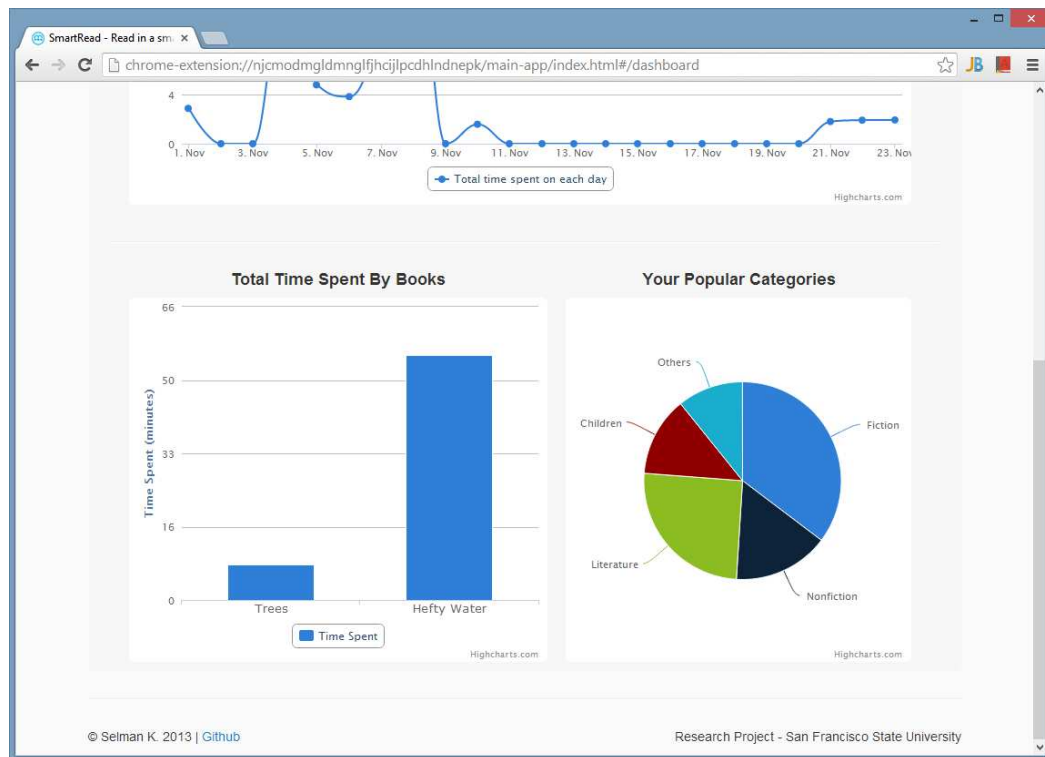 SmartRead - Read in a sm
chrome-extension://njcmodmgldmnglfjhcijlpcdhlndnepk/main-app/index.html#/dashboard
JB
4
0
1. Nov 3. Nov 5. Nov 7. Nov 9. Nov 11. Nov 13. Nov 15. Nov 17. Nov 19. Nov 21. Nov 23. Nov
Total time spent on each day
Highcharts.com
Total Time Spent By Books
66
50
33
16
0
Time Spent (minutes)
Trees Hefty Water
Time Spent
Highcharts.com
Your Popular Categories
Others
Children
Fiction
Literature
Nonfiction
Highcharts.com
© Selman K. 2013 | Github
Research Project - San Francisco State University